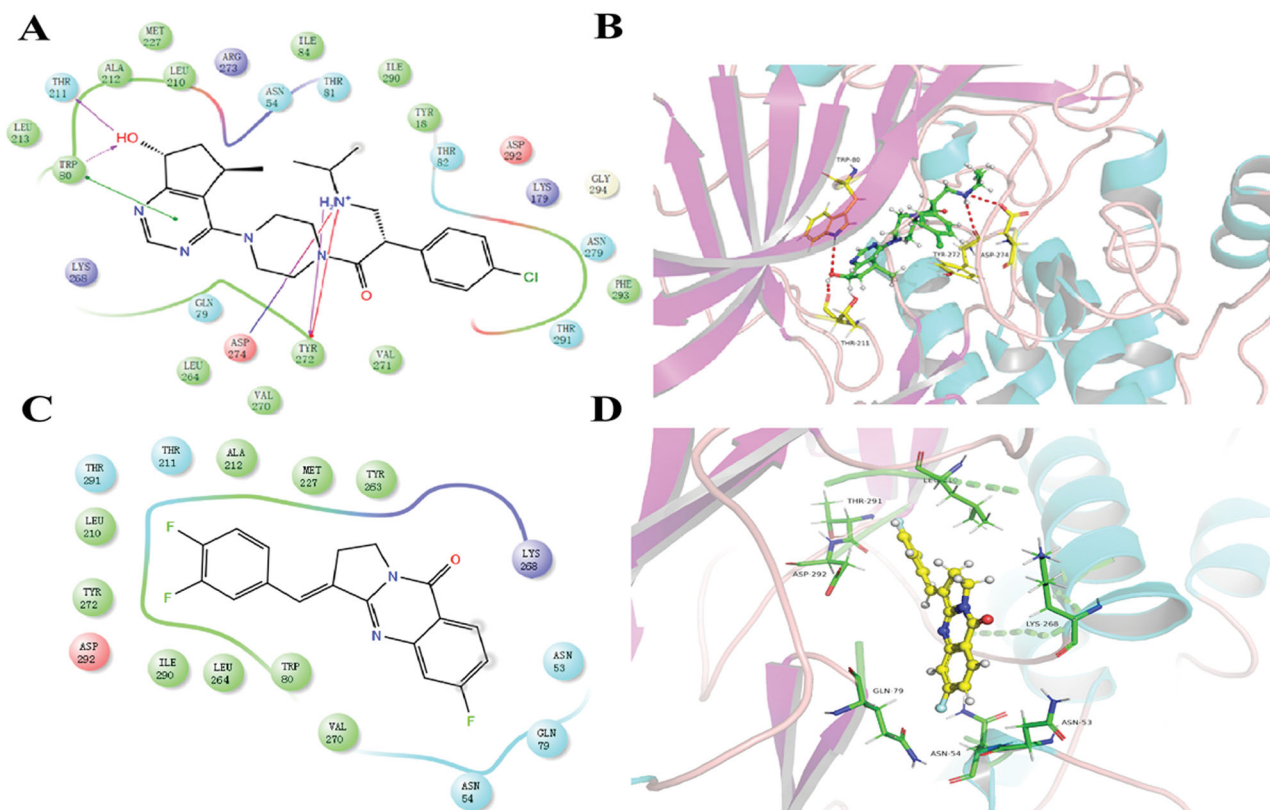 A
MET
227
ALA
212
LEU
210
ARG
273
ILE
84
THR
211
ASN
54
THR
81
ILE
290
LEU
213
HO
TYR
18
TRP
80
THR
82
ASP
292
LYS
179
GLY
294
H₂N⁺
N
N
N
N
O
Cl
ASN
279
LYS
268
PHE
293
GLN
79
ASP
274
TYR
272
VAL
271
THR
291
LEU
264
VAL
270
B
TRP-80
TYR-272
ASP-274
THR-211
C
THR
291
THR
211
ALA
212
MET
227
TYR
263
LEU
210
F
F
O
N
N
F
LYS
268
TYR
272
ASP
292
ILE
290
LEU
264
TRP
80
ASN
53
VAL
270
GLN
79
ASN
54
D
THR-291
ASP-292
LYS-268
GLN-79
ASN-53
ASN-54